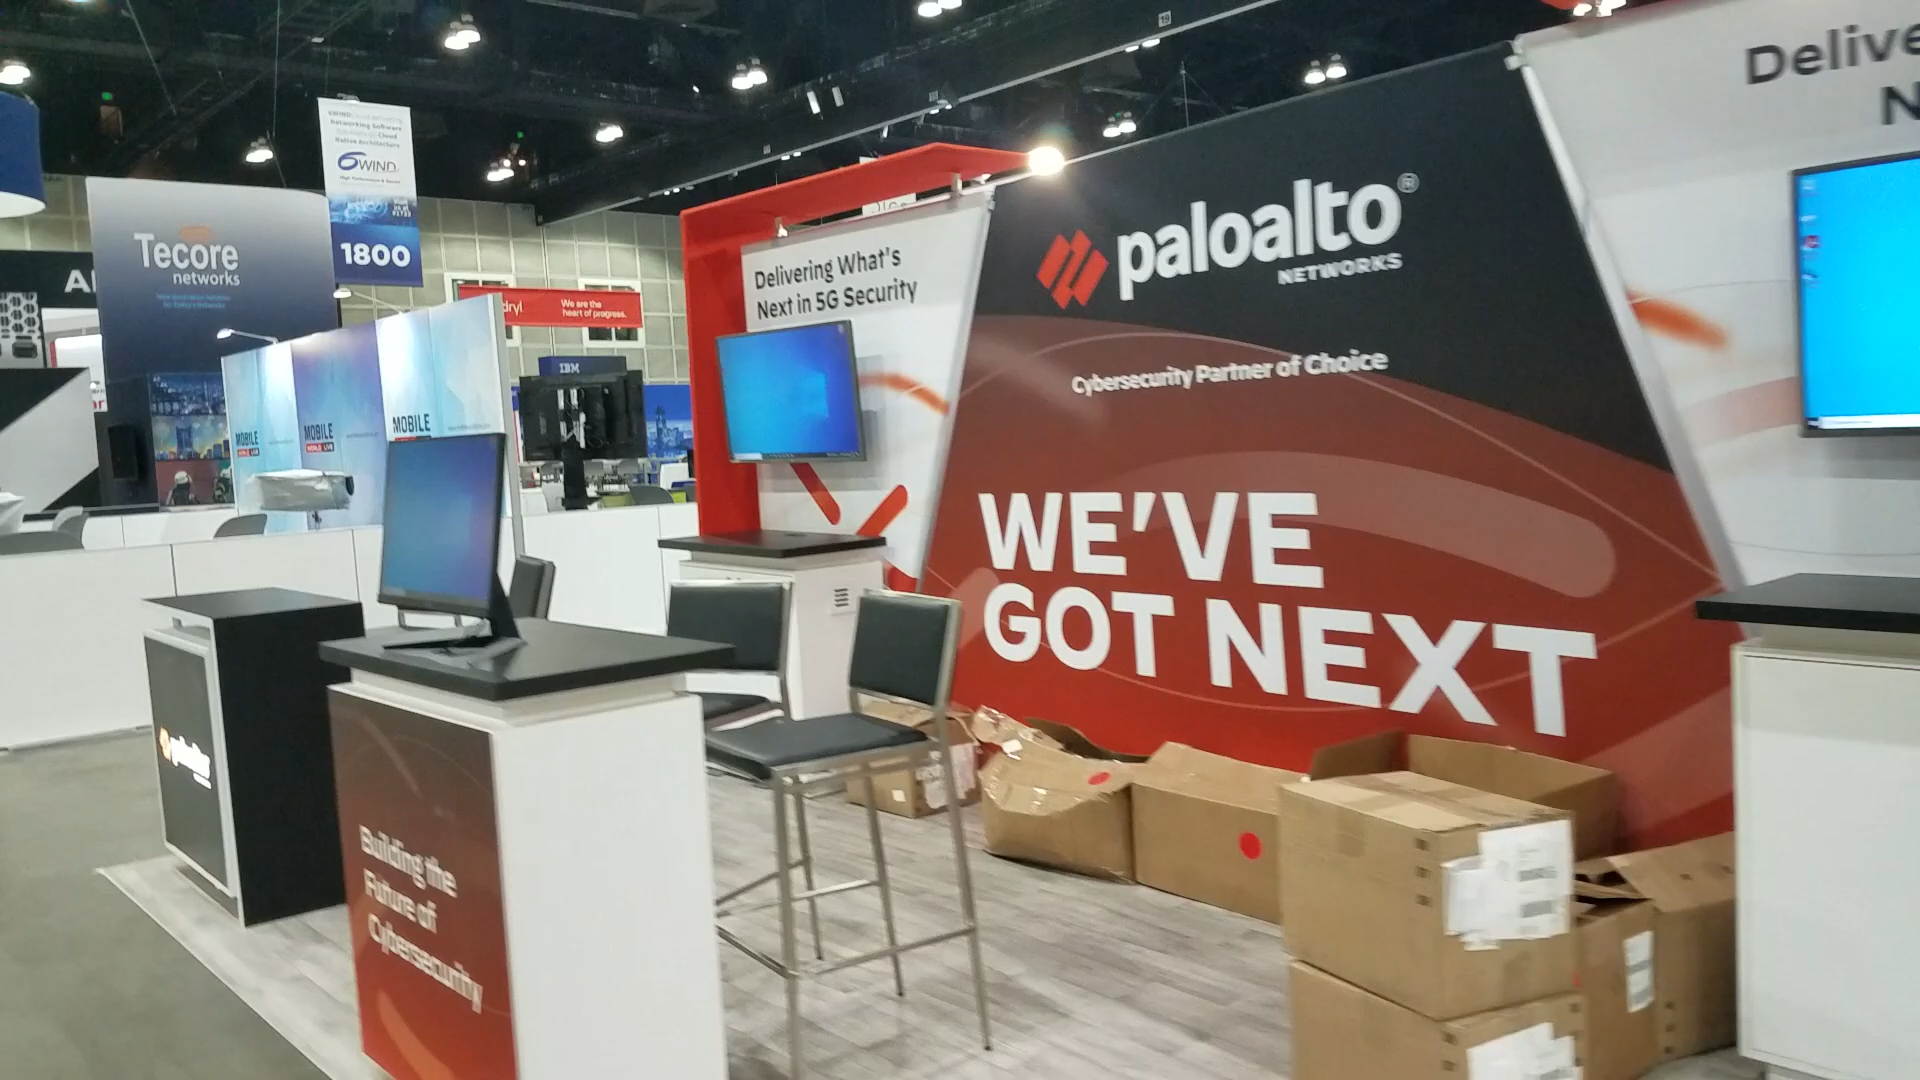 6WIND
1800
Tecore
networks
We are the
heart of progress.
IBM
MOBILE
MOBILE
MOBILE
Delivering What's
Next in 5G Security
paloalto®
NETWORKS
Cybersecurity Partner of Choice
WE'VE
GOT NEXT
paloalto
Building the
Future of
Cybersecurity